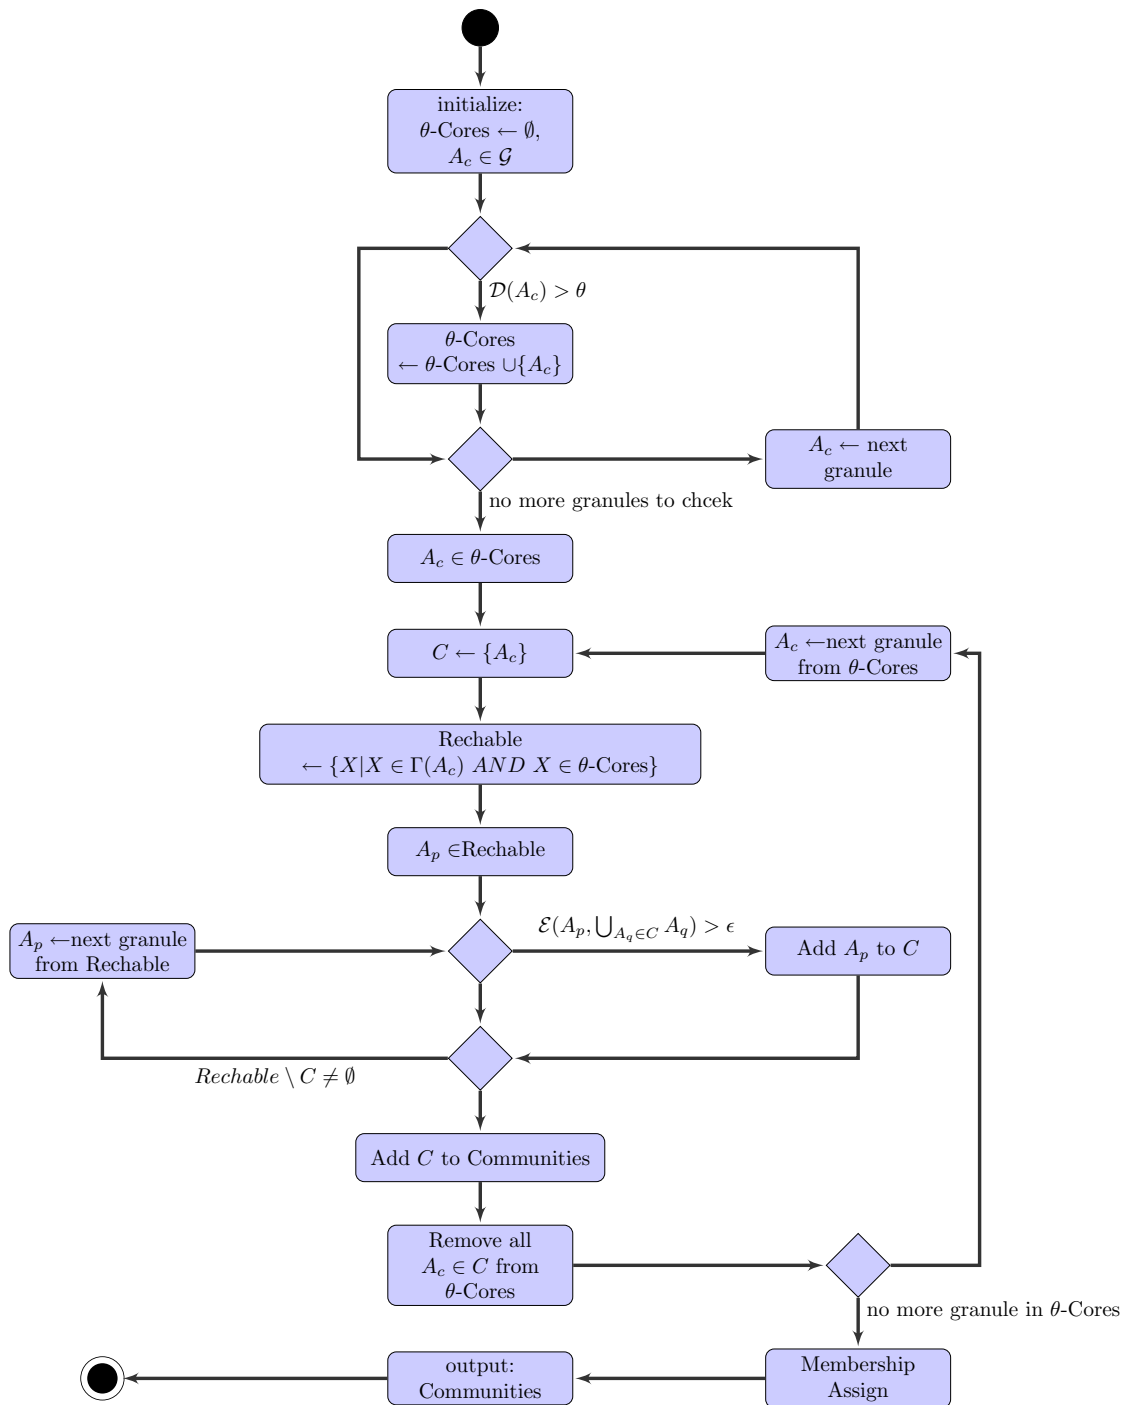 initialize:
θ-Cores ← ∅,
A_c ∈ 𝒢
𝒟(A_c) > θ
θ-Cores
← θ-Cores ∪{A_c}
A_c ← next
granule
no more granules to chcek
A_c ∈ θ-Cores
C ← {A_c}
A_c ←next granule
from θ-Cores
Rechable
← {X|X ∈ Γ(A_c) AND X ∈ θ-Cores}
A_p ∈Rechable
A_p ←next granule
from Rechable
ℰ(A_p, ⋃_{A_q∈C} A_q) > ϵ
Add A_p to C
Rechable \ C ≠ ∅
Add C to Communities
Remove all
A_c ∈ C from
θ-Cores
no more granule in θ-Cores
Membership
Assign
output:
Communities